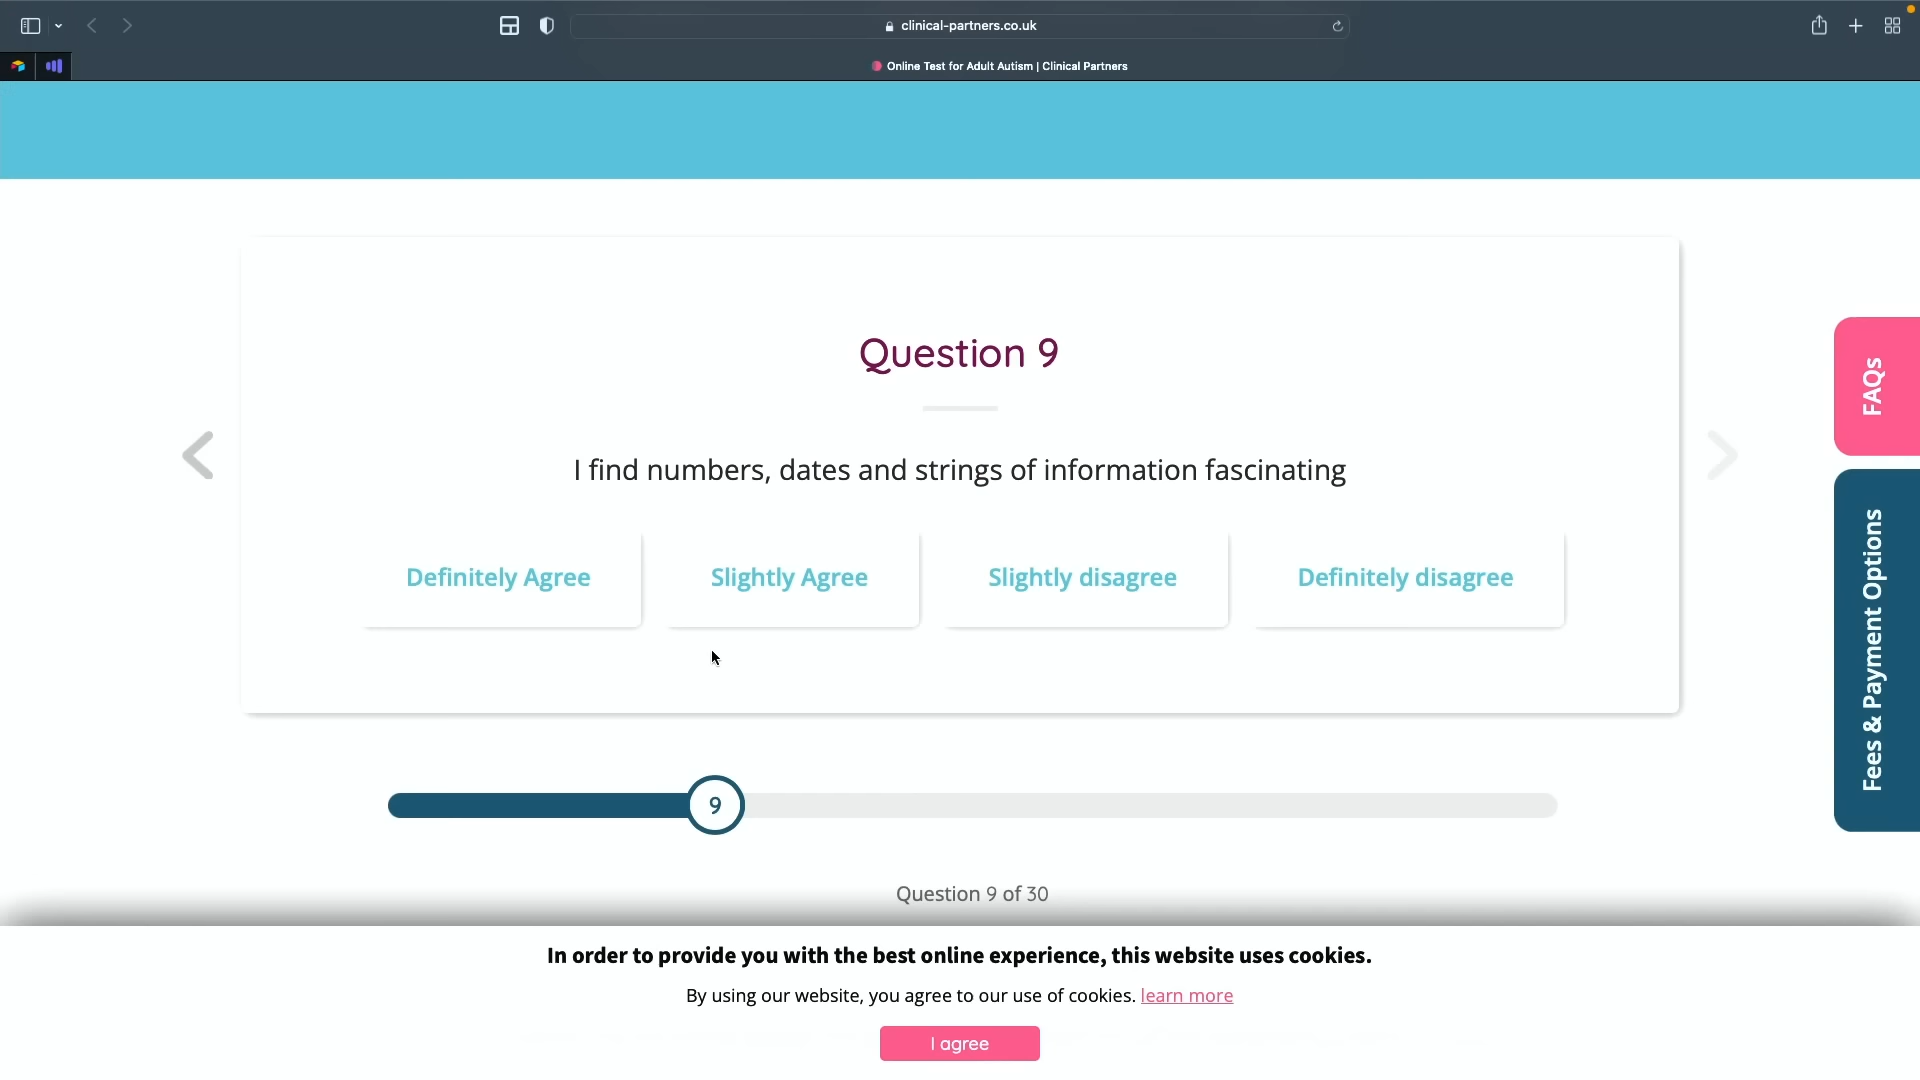 clinical-partners.co.uk
Online Test for Adult Autism | Clinical Partners
Question 9
I find numbers, dates and strings of information fascinating
Definitely Agree
Slightly Agree
Slightly disagree
Definitely disagree
FAQs
Fees & Payment Options
9
Question 9 of 30
In order to provide you with the best online experience, this website uses cookies.
By using our website, you agree to our use of cookies. learn more
I agree